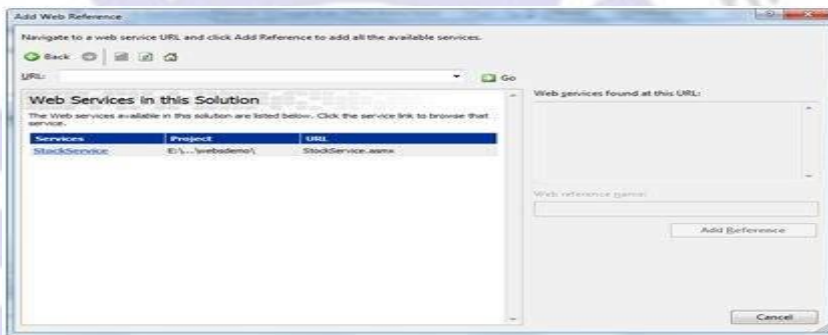 Add Web Reference
Navigate to a web service URL and click Add Reference to add all the available services.
Back
URL:
Go
Web Services in this Solution
The Web services available in this solution are listed below. Click the service link to browse that service.
Services Project URL
StockService E:\...\websdemo\ StockService.asmx
Web services found at this URL:
Web reference name:
Add Reference
Cancel